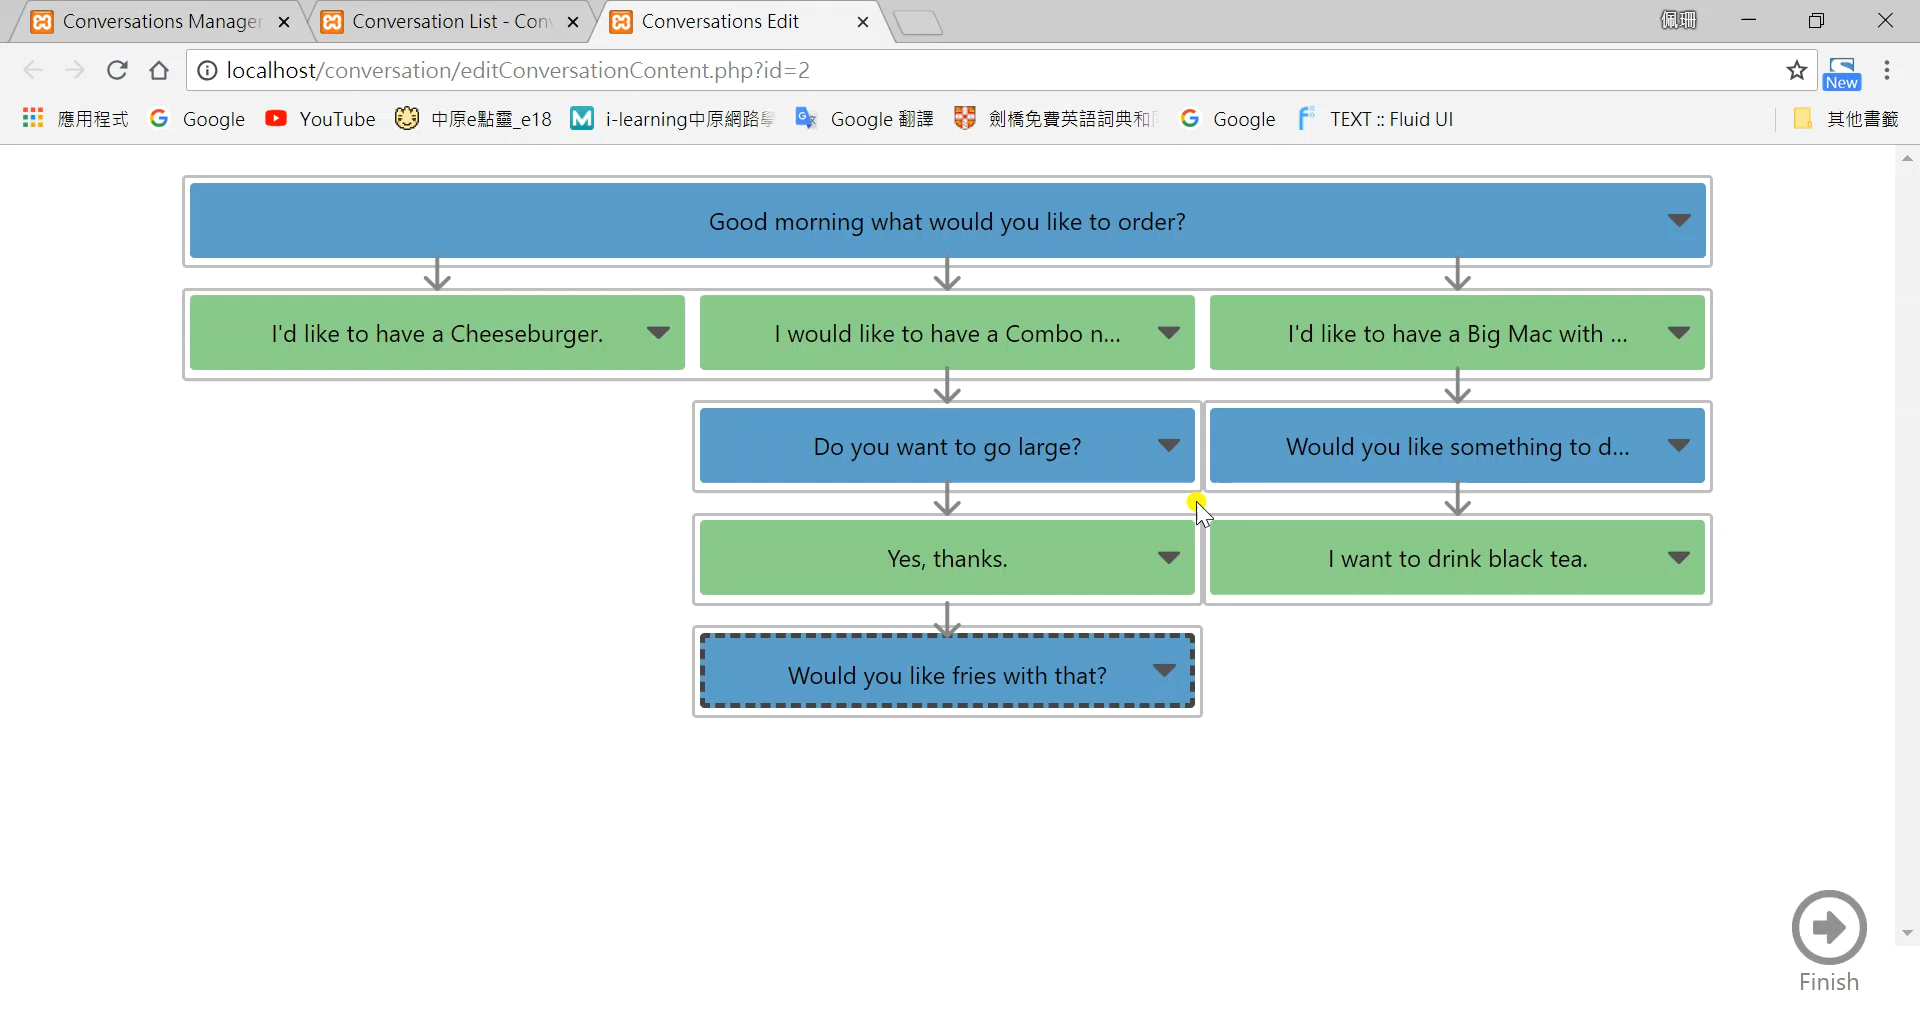 Conversations Manager
Conversation List - Con
Conversations Edit
佩珊
localhost/conversation/editConversationContent.php?id=2
New
應用程式
Google
YouTube
中原e點靈_e18
i-learning中原網路學
Google 翻譯
劍橋免費英語詞典和
Google
TEXT :: Fluid UI
其他書籤
Good morning what would you like to order?
I'd like to have a Cheeseburger.
I would like to have a Combo n...
I'd like to have a Big Mac with ...
Do you want to go large?
Would you like something to d...
Yes, thanks.
I want to drink black tea.
Would you like fries with that?
Finish